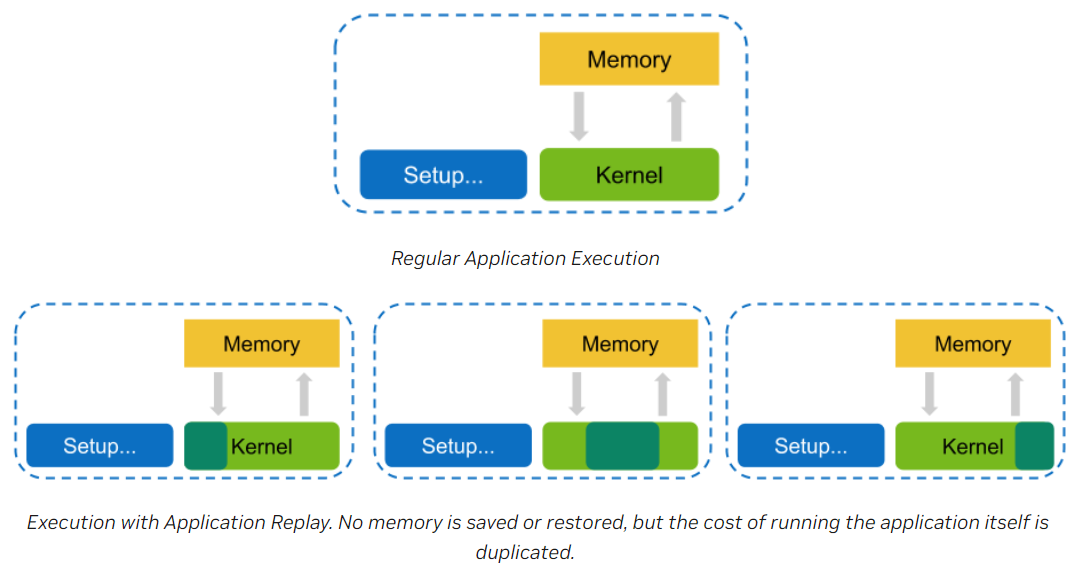 Memory
Setup...
Kernel
Regular Application Execution
Memory
Memory
Memory
Setup...
Kernel
Setup...
Setup...
Kernel
Execution with Application Replay. No memory is saved or restored, but the cost of running the application itself is
duplicated.